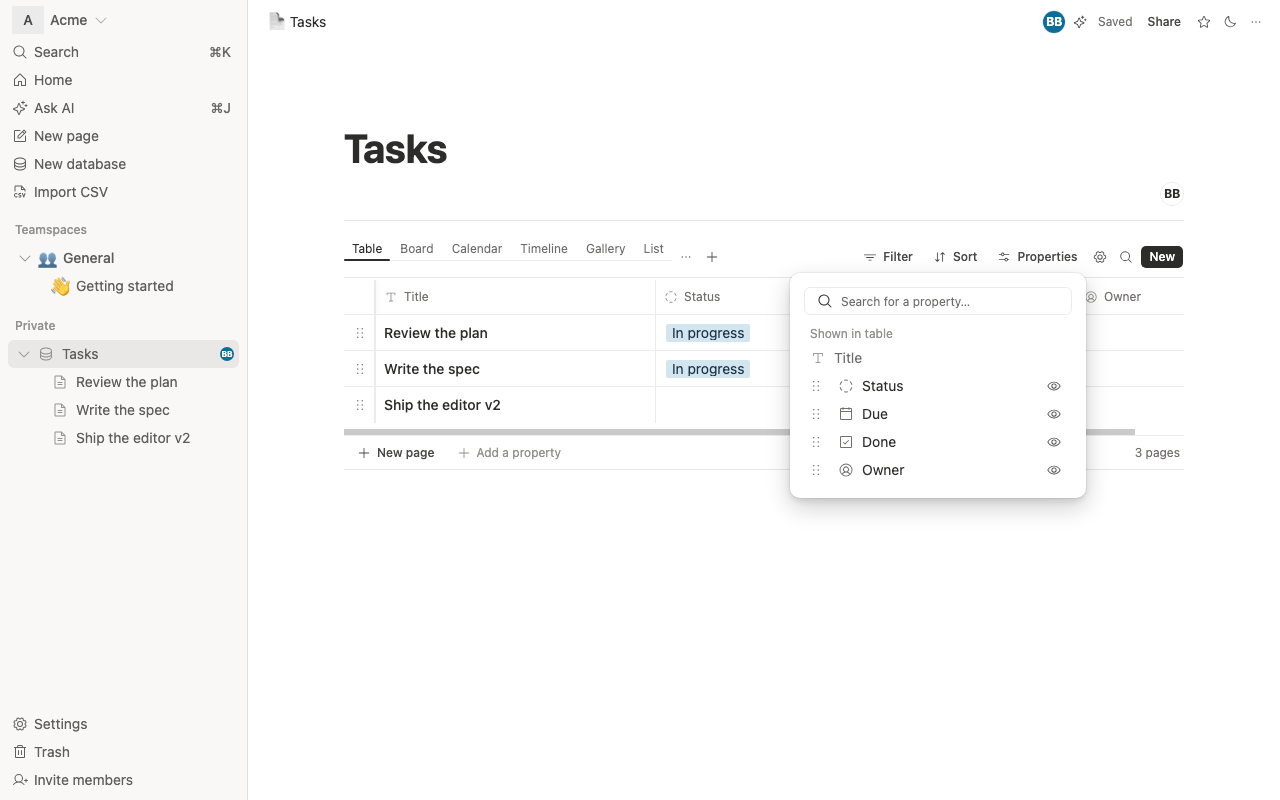 A Acme
Search ⌘K
Home
Ask AI ⌘J
New page
New database
Import CSV
Teamspaces
General
Getting started
Private
Tasks BB
Review the plan
Write the spec
Ship the editor v2
Settings
Trash
Invite members
Tasks
BB Saved Share
Tasks
BB
Table Board Calendar Timeline Gallery List
Filter Sort Properties New
Title Status Owner
Review the plan In progress
Write the spec In progress
Ship the editor v2
New page Add a property 3 pages
Search for a property...
Shown in table
Title
Status
Due
Done
Owner